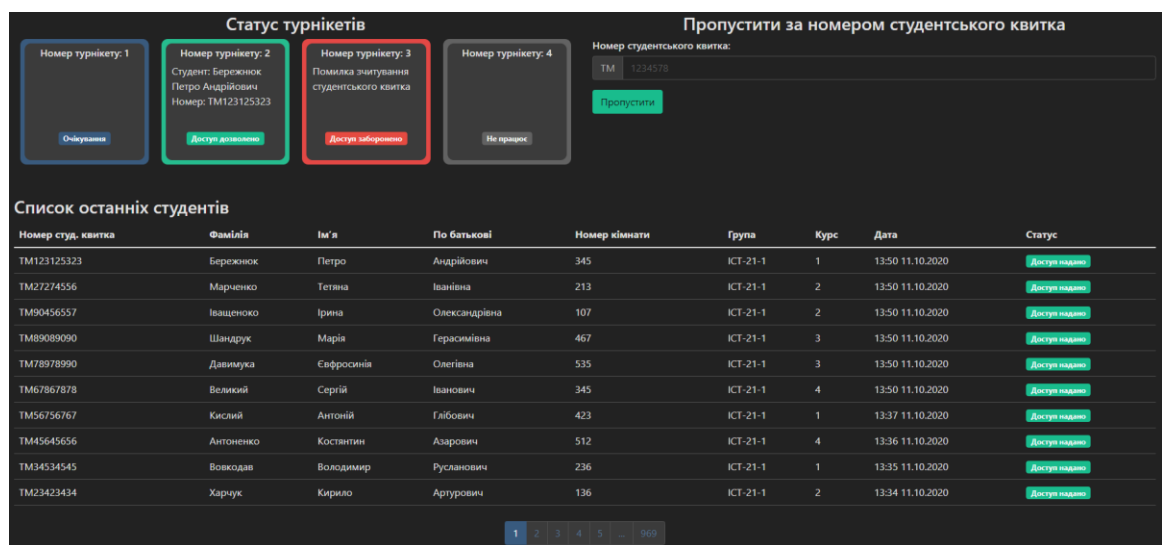 Статус турнікетів
Номер турнікету: 1
Очікування
Номер турнікету: 2
Студент: Бережнюк
Петро Андрійович
Номер: ТМ123125323
Доступ дозволено
Номер турнікету: 3
Помилка зчитування
студентського квитка
Доступ заборонено
Номер турнікету: 4
Не працює
Пропустити за номером студентського квитка
Номер студентського квитка:
ТМ 1234578
Пропустити
Список останніх студентів
Номер студ. квитка Фамілія Ім'я По батькові Номер кімнати Група Курс Дата Статус
ТМ123125323 Бережнюк Петро Андрійович 345 ІСТ-21-1 1 13:50 11.10.2020 Доступ надано
ТМ27274556 Марченко Тетяна Іванівна 213 ІСТ-21-1 2 13:50 11.10.2020 Доступ надано
ТМ90456557 Іващеноко Ірина Олександрівна 107 ІСТ-21-1 2 13:50 11.10.2020 Доступ надано
ТМ89089090 Шандрук Марія Герасимівна 467 ІСТ-21-1 3 13:50 11.10.2020 Доступ надано
ТМ78978990 Давимука Євфросинія Олегівна 535 ІСТ-21-1 3 13:50 11.10.2020 Доступ надано
ТМ67867878 Великий Сергій Іванович 345 ІСТ-21-1 4 13:50 11.10.2020 Доступ надано
ТМ56756767 Кислий Антоній Глібович 423 ІСТ-21-1 1 13:37 11.10.2020 Доступ надано
ТМ45645656 Антоненко Костянтин Азарович 512 ІСТ-21-1 4 13:36 11.10.2020 Доступ надано
ТМ34534545 Вовкодав Володимир Русланович 236 ІСТ-21-1 1 13:35 11.10.2020 Доступ надано
ТМ23423434 Харчук Кирило Артурович 136 ІСТ-21-1 2 13:34 11.10.2020 Доступ надано
1 2 3 4 5 ... 969